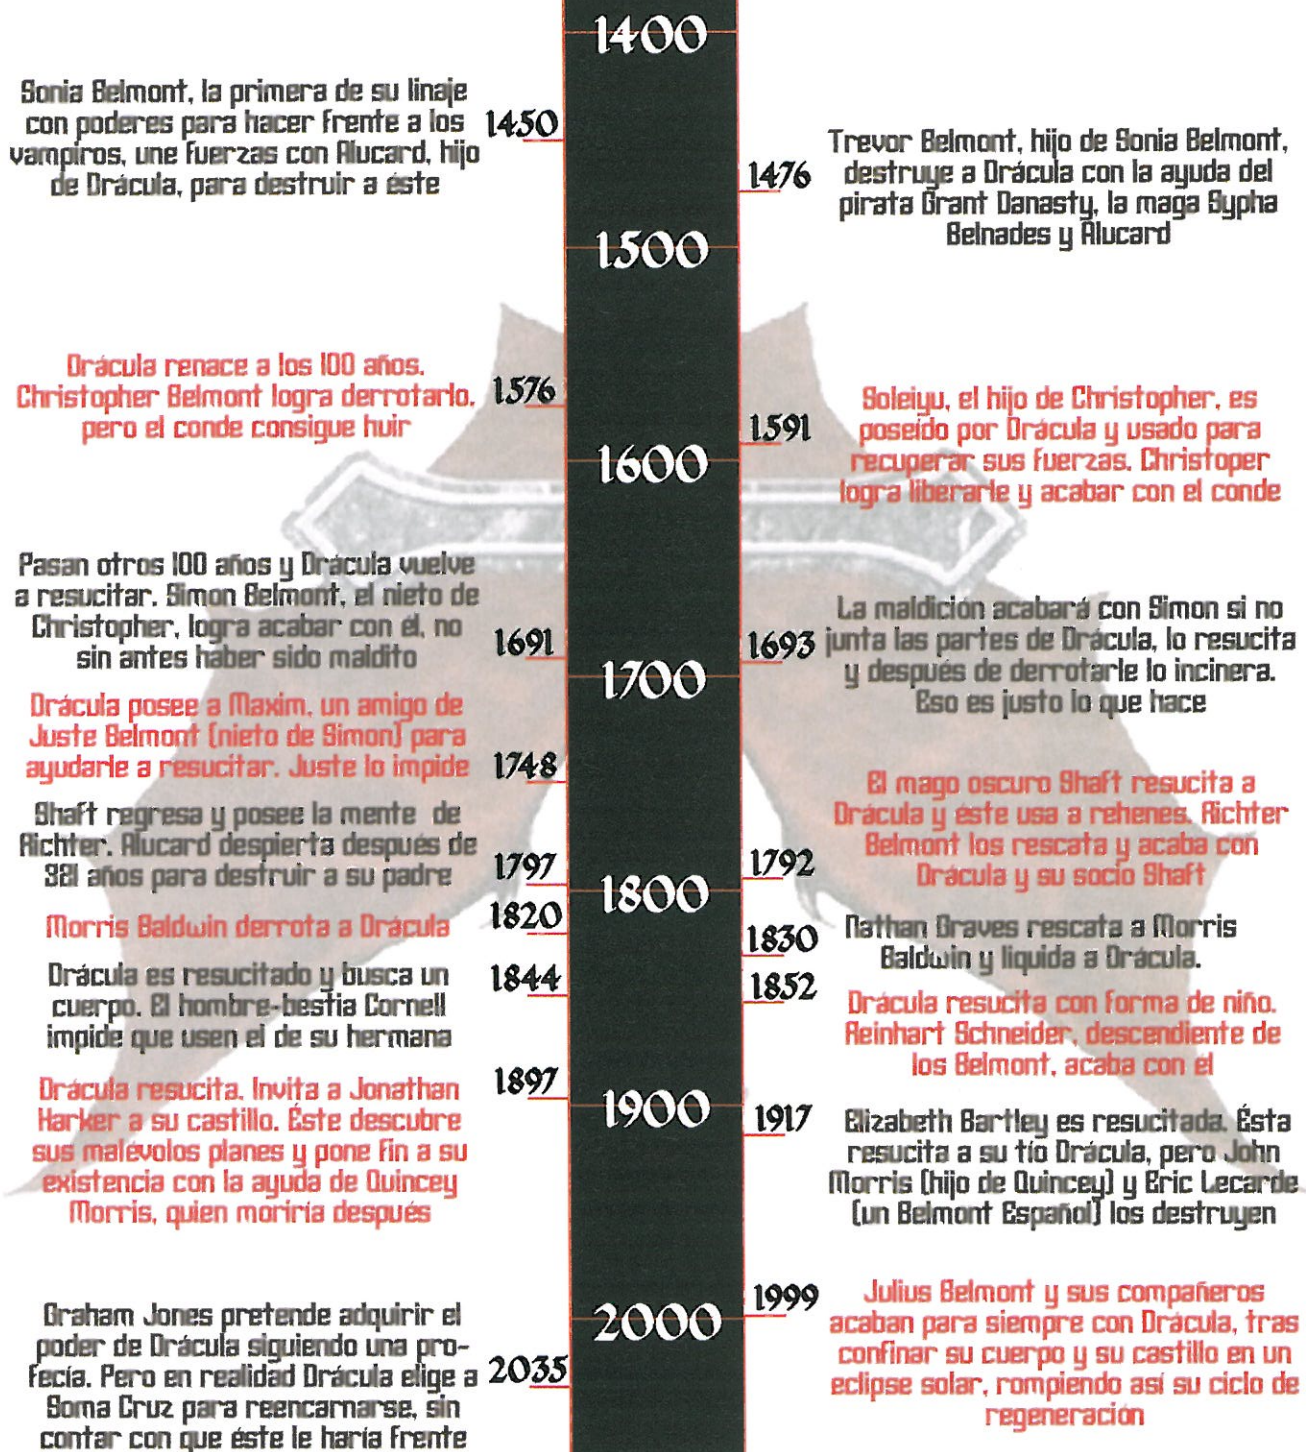 1400
Sonia Belmont, la primera de su linaje
con poderes para hacer frente a los
vampiros, une fuerzas con Alucard, hijo
de Drácula, para destruir a éste
1450
Trevor Belmont, hijo de Sonia Belmont,
destruye a Drácula con la ayuda del
pirata Grant Danasty, la maga Sypha
Belnades y Alucard
1476
1500
Drácula renace a los 100 años.
Christopher Belmont logra derrotarlo,
pero el conde consigue huir
1576
Soleiyu, el hijo de Christopher, es
poseído por Drácula y usado para
recuperar sus fuerzas. Christoper
logra liberarle y acabar con el conde
1591
1600
Pasan otros 100 años y Drácula vuelve
a resucitar. Simon Belmont, el nieto de
Christopher, logra acabar con él, no
sin antes haber sido maldito
1691
La maldición acabará con Simon si no
junta las partes de Drácula, lo resucita
y después de derrotarle lo incinera.
Eso es justo lo que hace
1693
1700
Drácula posee a Maxim, un amigo de
Juste Belmont (nieto de Simon) para
ayudarle a resucitar. Juste lo impide
1748
El mago oscuro Shaft resucita a
Drácula y éste usa a rehenes. Richter
Belmont los rescata y acaba con
Drácula y su socio Shaft
1792
Shaft regresa y posee la mente de
Richter. Alucard despierta después de
321 años para destruir a su padre
1797
1800
Morris Baldwin derrota a Drácula
1820
Nathan Graves rescata a Morris
Baldwin y liquida a Drácula.
1830
Drácula es resucitado y busca un
cuerpo. El hombre-bestia Cornell
impide que usen el de su hermana
1844
Drácula resucita con forma de niño.
Reinhart Schneider, descendiente de
los Belmont, acaba con el
1852
Drácula resucita. Invita a Jonathan
Harker a su castillo. Éste descubre
sus malévolos planes y pone fin a su
existencia con la ayuda de Quincey
Morris, quien moriría después
1897
1900
Elizabeth Bartley es resucitada. Ésta
resucita a su tío Drácula, pero John
Morris (hijo de Quincey) y Eric Lecarde
(un Belmont Español) los destruyen
1917
Julius Belmont y sus compañeros
acaban para siempre con Drácula, tras
confinar su cuerpo y su castillo en un
eclipse solar, rompiendo así su ciclo de
regeneración
1999
2000
Graham Jones pretende adquirir el
poder de Drácula siguiendo una pro-
fecía. Pero en realidad Drácula elige a
Soma Cruz para reencarnarse, sin
contar con que éste le haría frente
2035